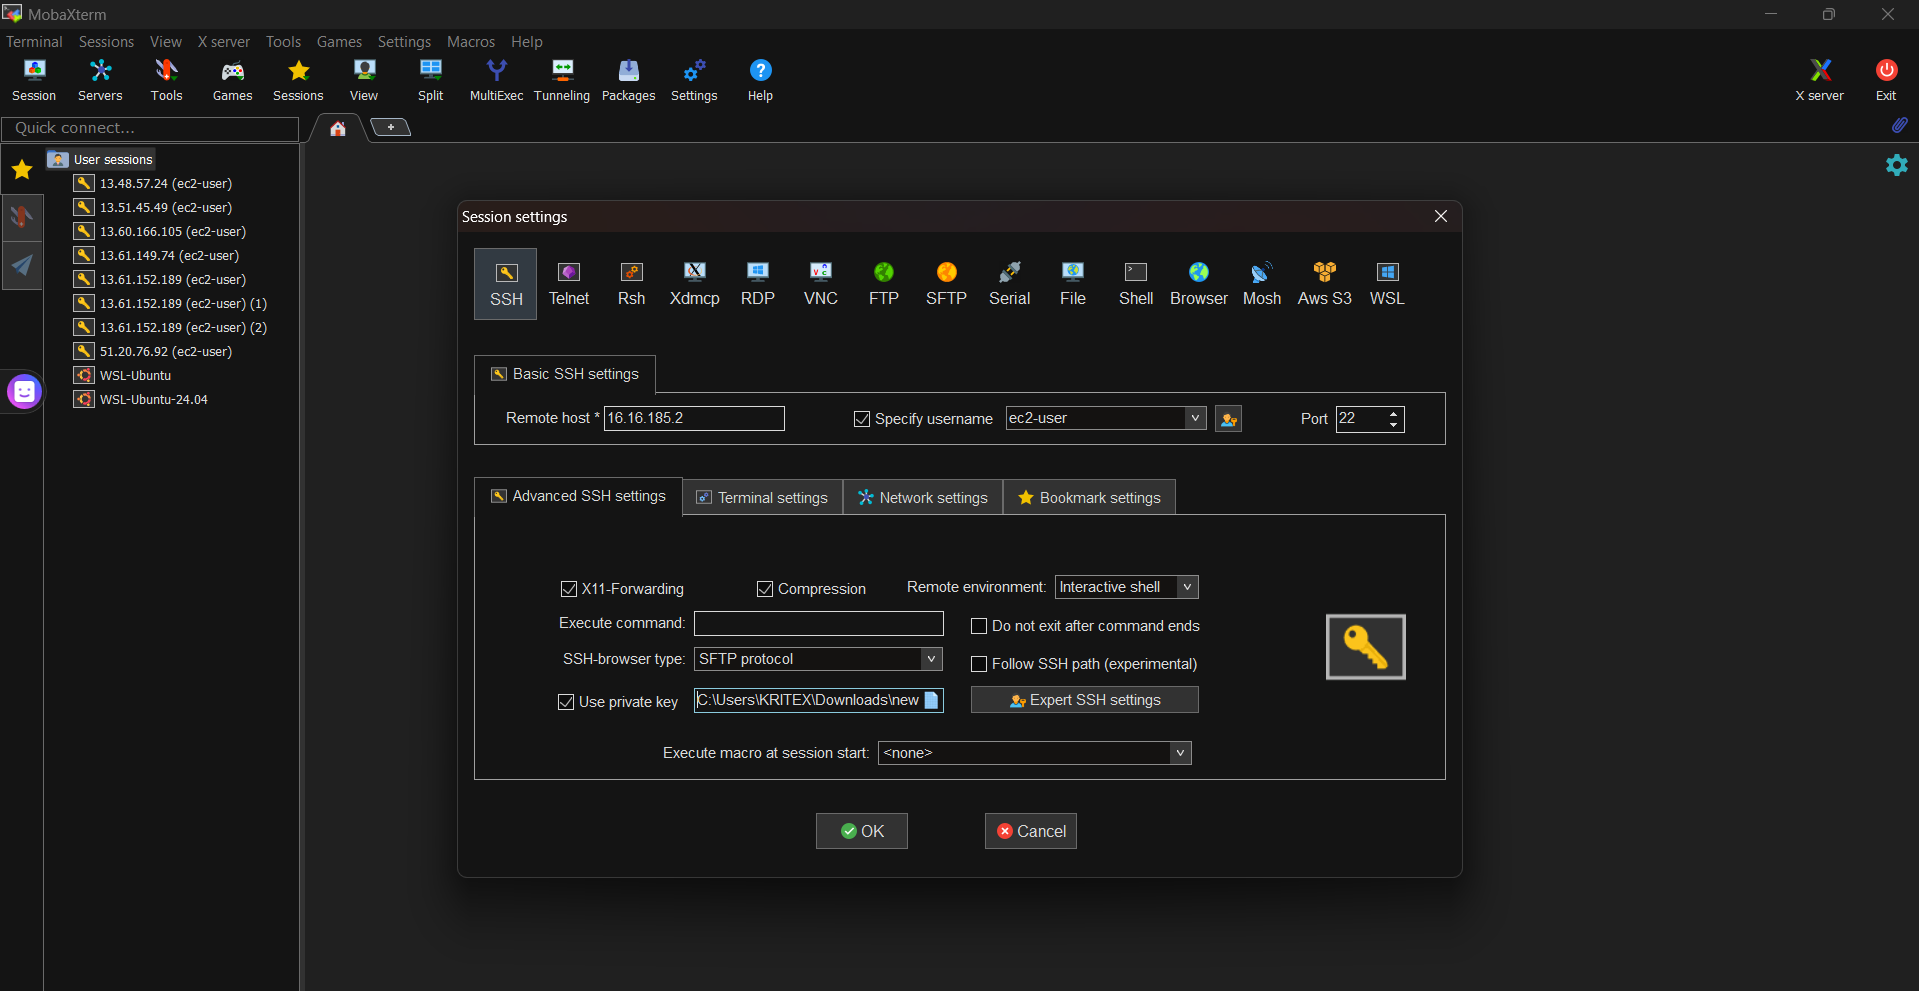 MobaXterm
Terminal Sessions View X server Tools Games Settings Macros Help
Session Servers Tools Games Sessions View Split MultiExec Tunneling Packages Settings Help X server Exit
Quick connect...
User sessions
13.48.57.24 (ec2-user)
13.51.45.49 (ec2-user)
13.60.166.105 (ec2-user)
13.61.149.74 (ec2-user)
13.61.152.189 (ec2-user)
13.61.152.189 (ec2-user) (1)
13.61.152.189 (ec2-user) (2)
51.20.76.92 (ec2-user)
WSL-Ubuntu
WSL-Ubuntu-24.04
Session settings
SSH Telnet Rsh Xdmcp RDP VNC FTP SFTP Serial File Shell Browser Mosh Aws S3 WSL
Basic SSH settings
Remote host * 16.16.185.2 Specify username ec2-user Port 22
Advanced SSH settings Terminal settings Network settings Bookmark settings
X11-Forwarding Compression Remote environment: Interactive shell
Execute command: Do not exit after command ends
SSH-browser type: SFTP protocol Follow SSH path (experimental)
Use private key C:\Users\KRITEX\Downloads\new Expert SSH settings
Execute macro at session start: <none>
OK Cancel